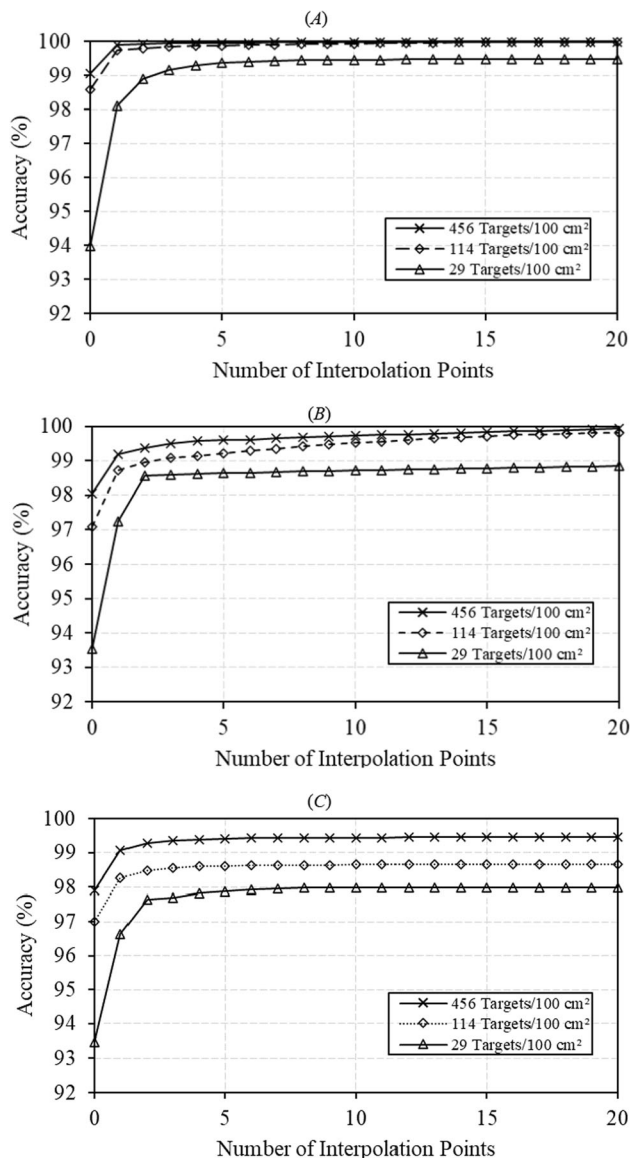 (A)
100
99
98
97
96
95
94
93
92
Accuracy (%)
456 Targets/100 cm²
114 Targets/100 cm²
29 Targets/100 cm²
0 5 10 15 20
Number of Interpolation Points
(B)
100
99
98
97
96
95
94
93
92
Accuracy (%)
456 Targets/100 cm²
114 Targets/100 cm²
29 Targets/100 cm²
0 5 10 15 20
Number of Interpolation Points
(C)
100
99
98
97
96
95
94
93
92
Accuracy (%)
456 Targets/100 cm²
114 Targets/100 cm²
29 Targets/100 cm²
0 5 10 15 20
Number of Interpolation Points